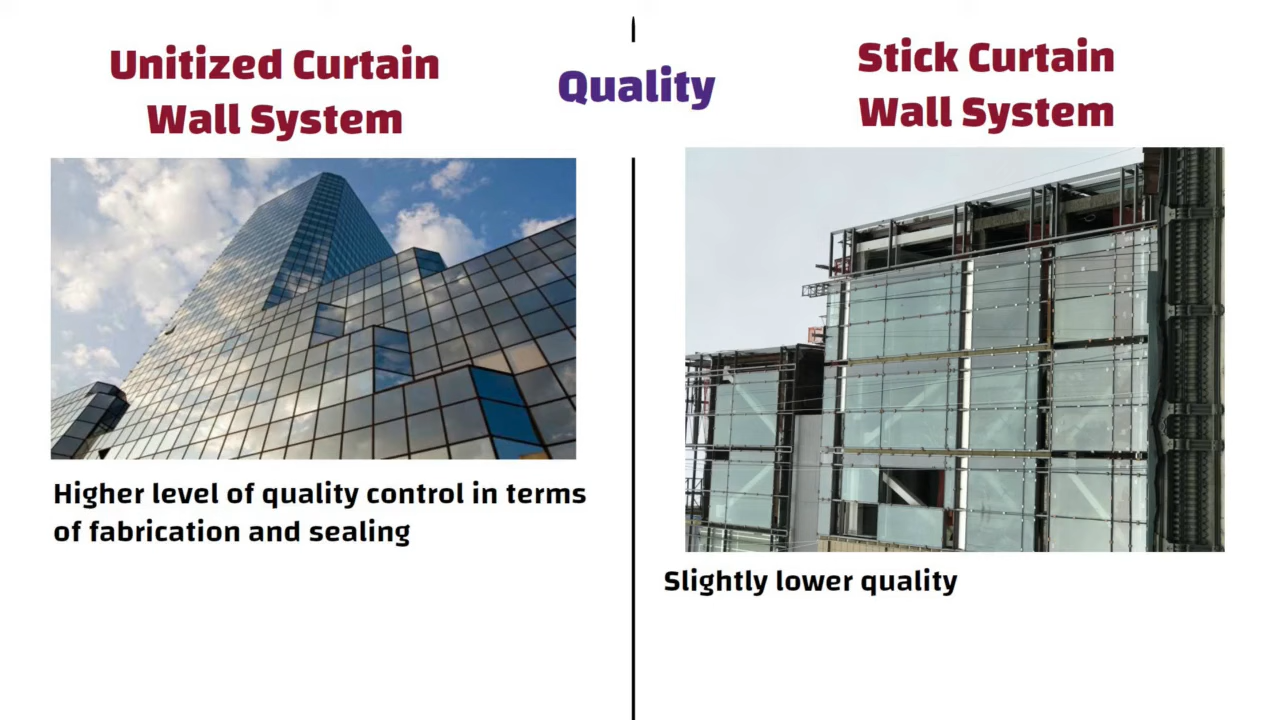 Unitized Curtain
Wall System
Quality
Stick Curtain
Wall System
Higher level of quality control in terms
of fabrication and sealing
Slightly lower quality